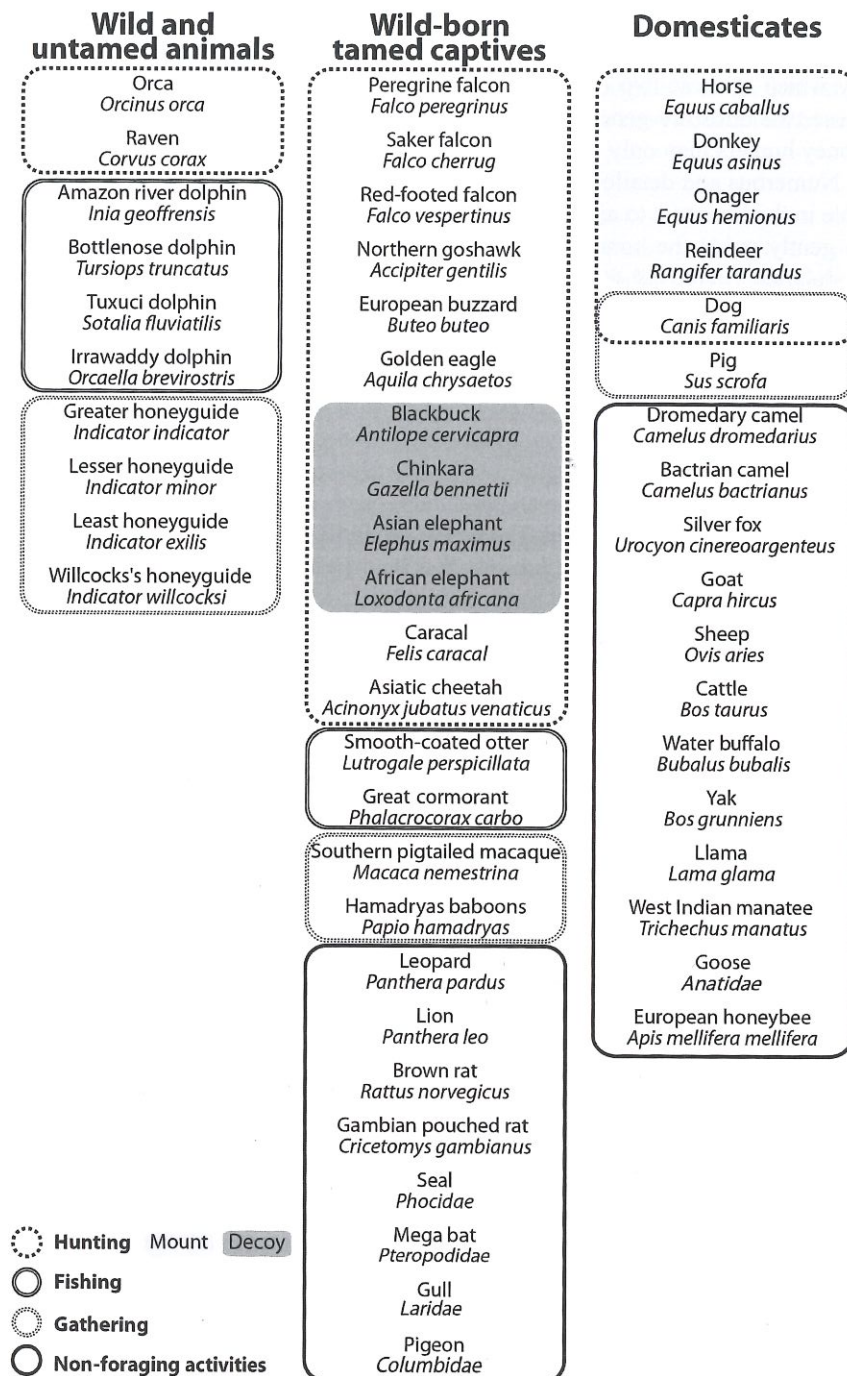 Wild and
untamed animals
Orca
Orcinus orca
Raven
Corvus corax
Amazon river dolphin
Inia geoffrensis
Bottlenose dolphin
Tursiops truncatus
Tuxuci dolphin
Sotalia fluviatilis
Irrawaddy dolphin
Orcaella brevirostris
Greater honeyguide
Indicator indicator
Lesser honeyguide
Indicator minor
Least honeyguide
Indicator exilis
Willcocks's honeyguide
Indicator willcocksi
Wild-born
tamed captives
Peregrine falcon
Falco peregrinus
Saker falcon
Falco cherrug
Red-footed falcon
Falco vespertinus
Northern goshawk
Accipiter gentilis
European buzzard
Buteo buteo
Golden eagle
Aquila chrysaetos
Blackbuck
Antilope cervicapra
Chinkara
Gazella bennettii
Asian elephant
Elephus maximus
African elephant
Loxodonta africana
Caracal
Felis caracal
Asiatic cheetah
Acinonyx jubatus venaticus
Smooth-coated otter
Lutrogale perspicillata
Great cormorant
Phalacrocorax carbo
Southern pigtailed macaque
Macaca nemestrina
Hamadryas baboons
Papio hamadryas
Leopard
Panthera pardus
Lion
Panthera leo
Brown rat
Rattus norvegicus
Gambian pouched rat
Cricetomys gambianus
Seal
Phocidae
Mega bat
Pteropodidae
Gull
Laridae
Pigeon
Columbidae
Domesticates
Horse
Equus caballus
Donkey
Equus asinus
Onager
Equus hemionus
Reindeer
Rangifer tarandus
Dog
Canis familiaris
Pig
Sus scrofa
Dromedary camel
Camelus dromedarius
Bactrian camel
Camelus bactrianus
Silver fox
Urocyon cinereoargenteus
Goat
Capra hircus
Sheep
Ovis aries
Cattle
Bos taurus
Water buffalo
Bubalus bubalis
Yak
Bos grunniens
Llama
Lama glama
West Indian manatee
Trichechus manatus
Goose
Anatidae
European honeybee
Apis mellifera mellifera
Hunting Mount Decoy
Fishing
Gathering
Non-foraging activities